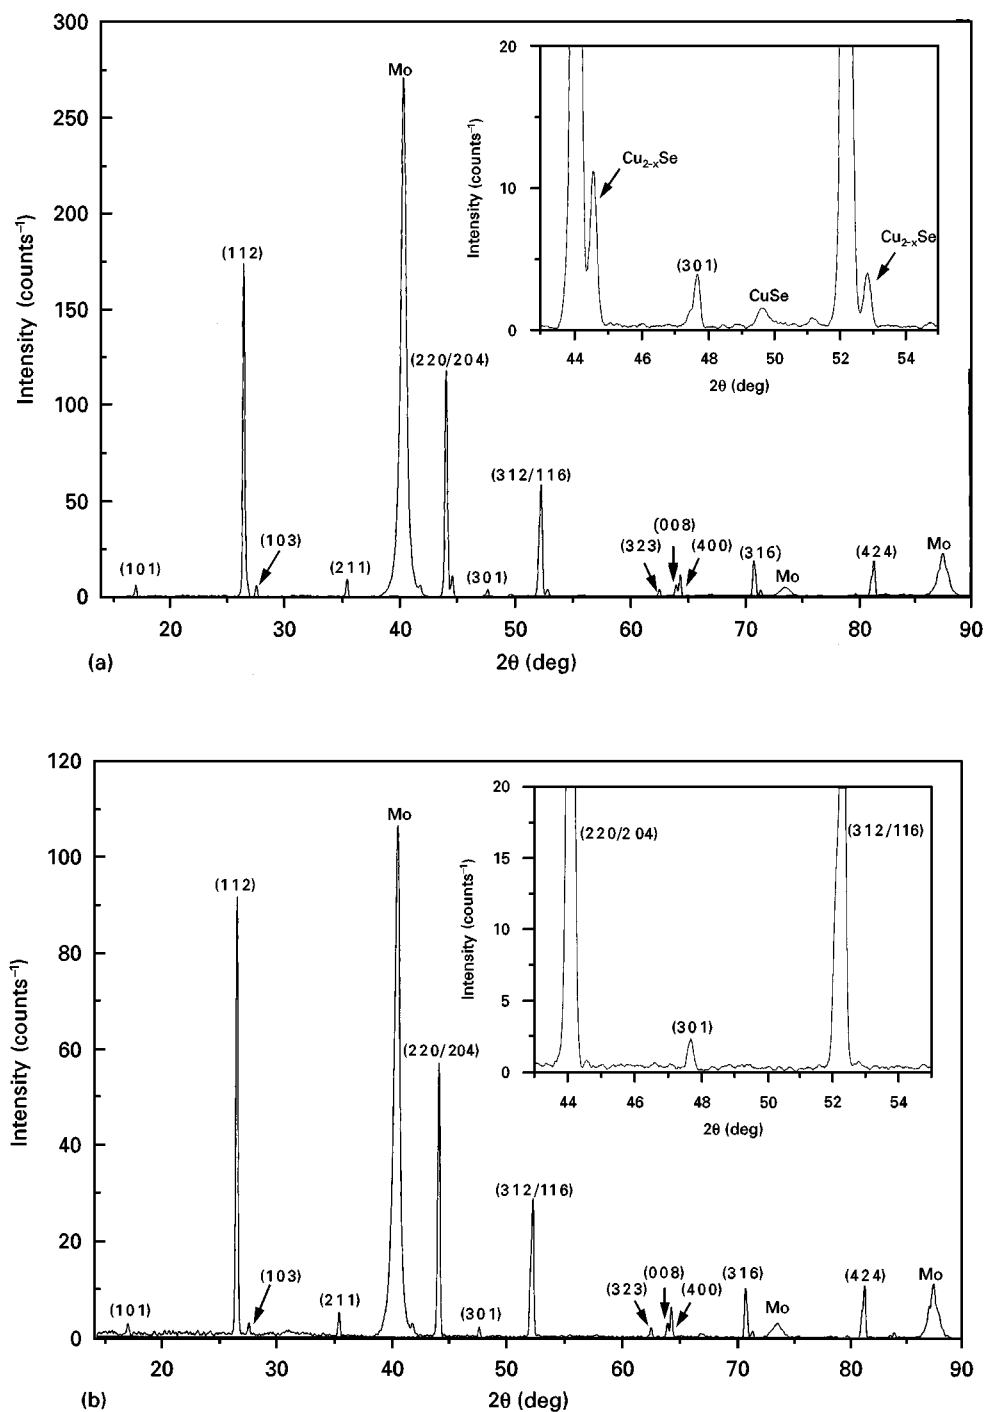 300
250
200
150
100
50
0
Intensity (counts⁻¹)
Mo
(112)
(220/204)
(312/116)
(101)
(103)
(211)
(301)
(323)
(008)
(400)
(316)
Mo
(424)
Mo
20 30 40 50 60 70 80 90
2θ (deg)
(a)
20
10
0
Intensity (counts⁻¹)
Cu₂₋ₓSe
(301)
CuSe
Cu₂₋ₓSe
44 46 48 50 52 54
2θ (deg)
120
100
80
60
40
20
0
Intensity (counts⁻¹)
Mo
(112)
(220/204)
(312/116)
(101)
(103)
(211)
(301)
(323)
(008)
(400)
(316)
Mo
(424)
Mo
20 30 40 50 60 70 80 90
2θ (deg)
(b)
20
15
10
5
0
Intensity (counts⁻¹)
(220/204)
(301)
(312/116)
44 46 48 50 52 54
2θ (deg)